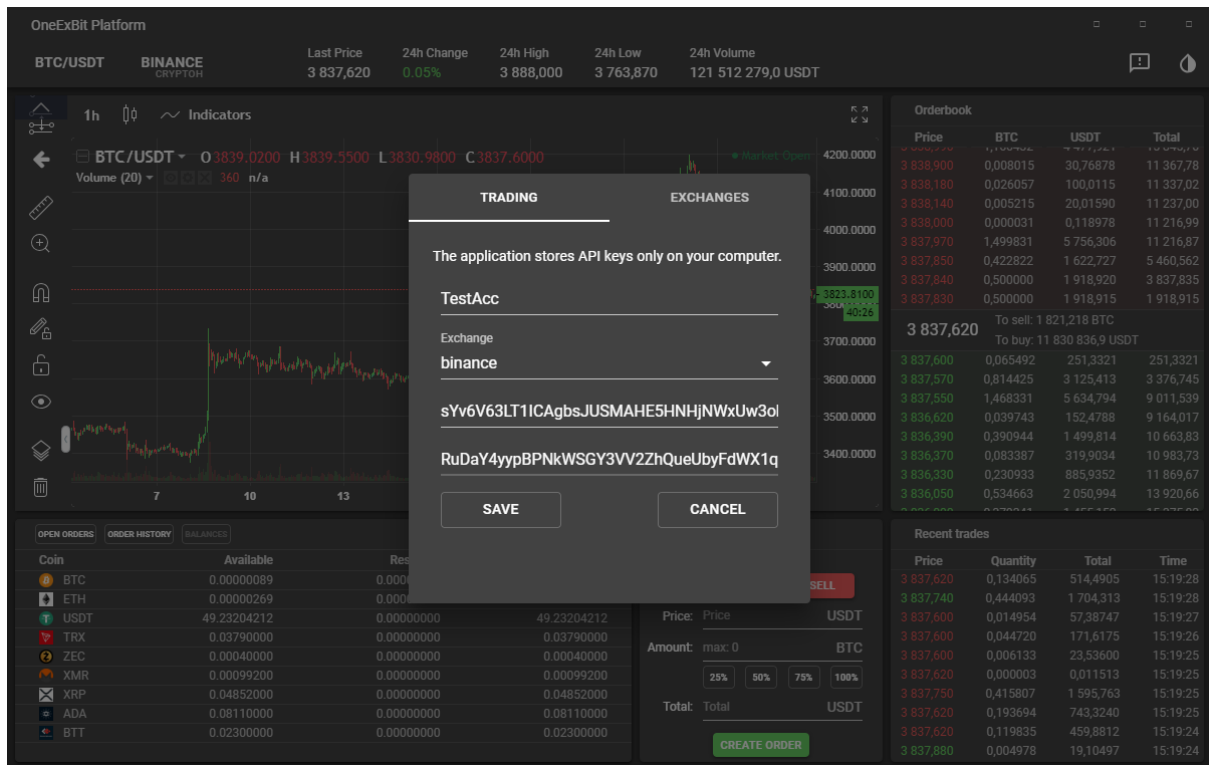 OneExBit Platform
BTC/USDT
BINANCE
CRYPTOH
Last Price
3 837,620
24h Change
0.05%
24h High
3 888,000
24h Low
3 763,870
24h Volume
121 512 279,0 USDT
1h
Indicators
BTC/USDT
O3839.0200 H3839.5500 L3830.9800 C3837.6000
Market Open
Volume (20) 360 n/a
4200.0000
4100.0000
4000.0000
3900.0000
3823.8100
40:26
3700.0000
3600.0000
3500.0000
3400.0000
7 10 13
TRADING EXCHANGES
The application stores API keys only on your computer.
TestAcc
Exchange
binance
SAVE CANCEL
Orderbook
Price BTC USDT Total
3 838,900 0,008015 30,76878 11 367,78
3 838,180 0,026057 100,0115 11 337,02
3 838,140 0,005215 20,01590 11 237,00
3 838,000 0,000031 0,118978 11 216,99
3 837,970 1,499831 5 756,306 11 216,87
3 837,850 0,422822 1 622,727 5 460,562
3 837,840 0,500000 1 918,920 3 837,835
3 837,830 0,500000 1 918,915 1 918,915
3 837,620
To sell: 1 821,218 BTC
To buy: 11 830 836,9 USDT
3 837,600 0,065492 251,3321 251,3321
3 837,570 0,814425 3 125,413 3 376,745
3 837,550 1,468331 5 634,794 9 011,539
3 836,620 0,039743 152,4788 9 164,017
3 836,390 0,390944 1 499,814 10 663,83
3 836,370 0,083387 319,9034 10 983,73
3 836,330 0,230933 885,9352 11 869,67
3 836,050 0,534663 2 050,994 13 920,66
OPEN ORDERS ORDER HISTORY BALANCES
Coin Available
BTC 0.00000089
ETH 0.00000269
USDT 49.23204212 0.00000000 49.23204212
TRX 0.03790000 0.00000000 0.03790000
ZEC 0.00040000 0.00000000 0.00040000
XMR 0.00099200 0.00000000 0.00099200
XRP 0.04852000 0.00000000 0.04852000
ADA 0.08110000 0.00000000 0.08110000
BTT 0.02300000 0.00000000 0.02300000
SELL
Price: Price USDT
Amount: max: 0 BTC
25% 50% 75% 100%
Total: Total USDT
CREATE ORDER
Recent trades
Price Quantity Total Time
3 837,620 0,134065 514,4905 15:19:28
3 837,740 0,444093 1 704,313 15:19:28
3 837,600 0,014954 57,38747 15:19:27
3 837,600 0,044720 171,6175 15:19:26
3 837,600 0,006133 23,53600 15:19:25
3 837,620 0,000003 0,011513 15:19:25
3 837,750 0,415807 1 595,763 15:19:25
3 837,620 0,193694 743,3240 15:19:25
3 837,620 0,119835 459,8812 15:19:24
3 837,880 0,004978 19,10497 15:19:24